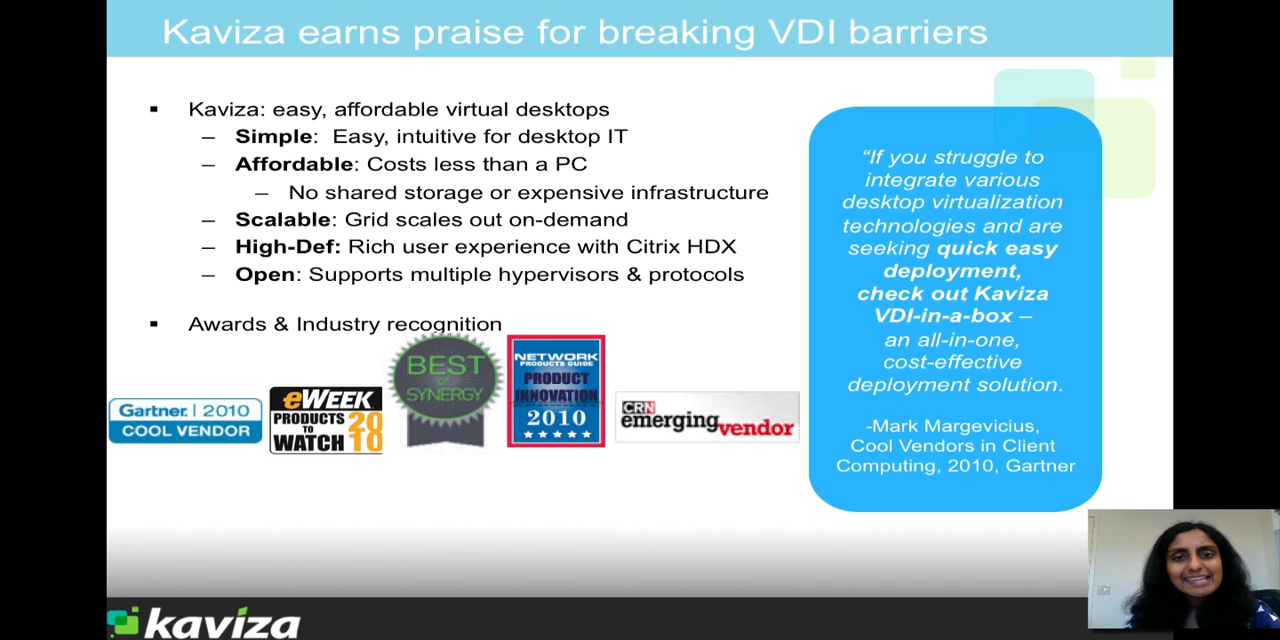 Kaviza earns praise for breaking VDI barriers
▪ Kaviza: easy, affordable virtual desktops
– Simple: Easy, intuitive for desktop IT
– Affordable: Costs less than a PC
– No shared storage or expensive infrastructure
– Scalable: Grid scales out on-demand
– High-Def: Rich user experience with Citrix HDX
– Open: Supports multiple hypervisors & protocols
▪ Awards & Industry recognition
Gartner. | 2010
COOL VENDOR
eWEEK
PRODUCTS
TO
WATCH
2010
BEST
of
SYNERGY
NETWORK
PRODUCTS GUIDE
PRODUCT
INNOVATION
2010
CRN
emerging vendor
“If you struggle to
integrate various
desktop virtualization
technologies and are
seeking quick easy
deployment,
check out Kaviza
VDI-in-a-box –
an all-in-one,
cost-effective
deployment solution.
-Mark Margevicius,
Cool Vendors in Client
Computing, 2010, Gartner
kaviza